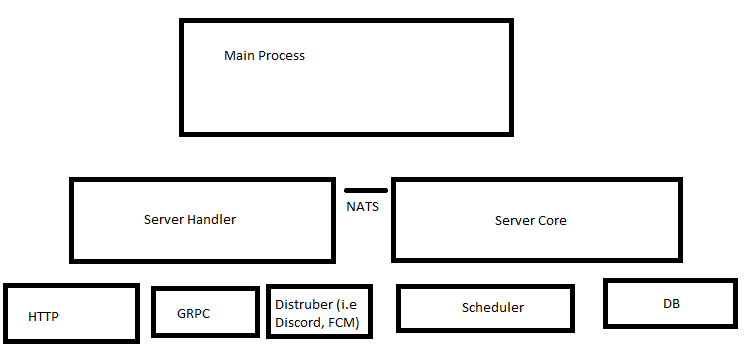 Main Process
Server Handler
NATS
Server Core
HTTP
GRPC
Distruber (i.e
Discord, FCM)
Scheduler
DB